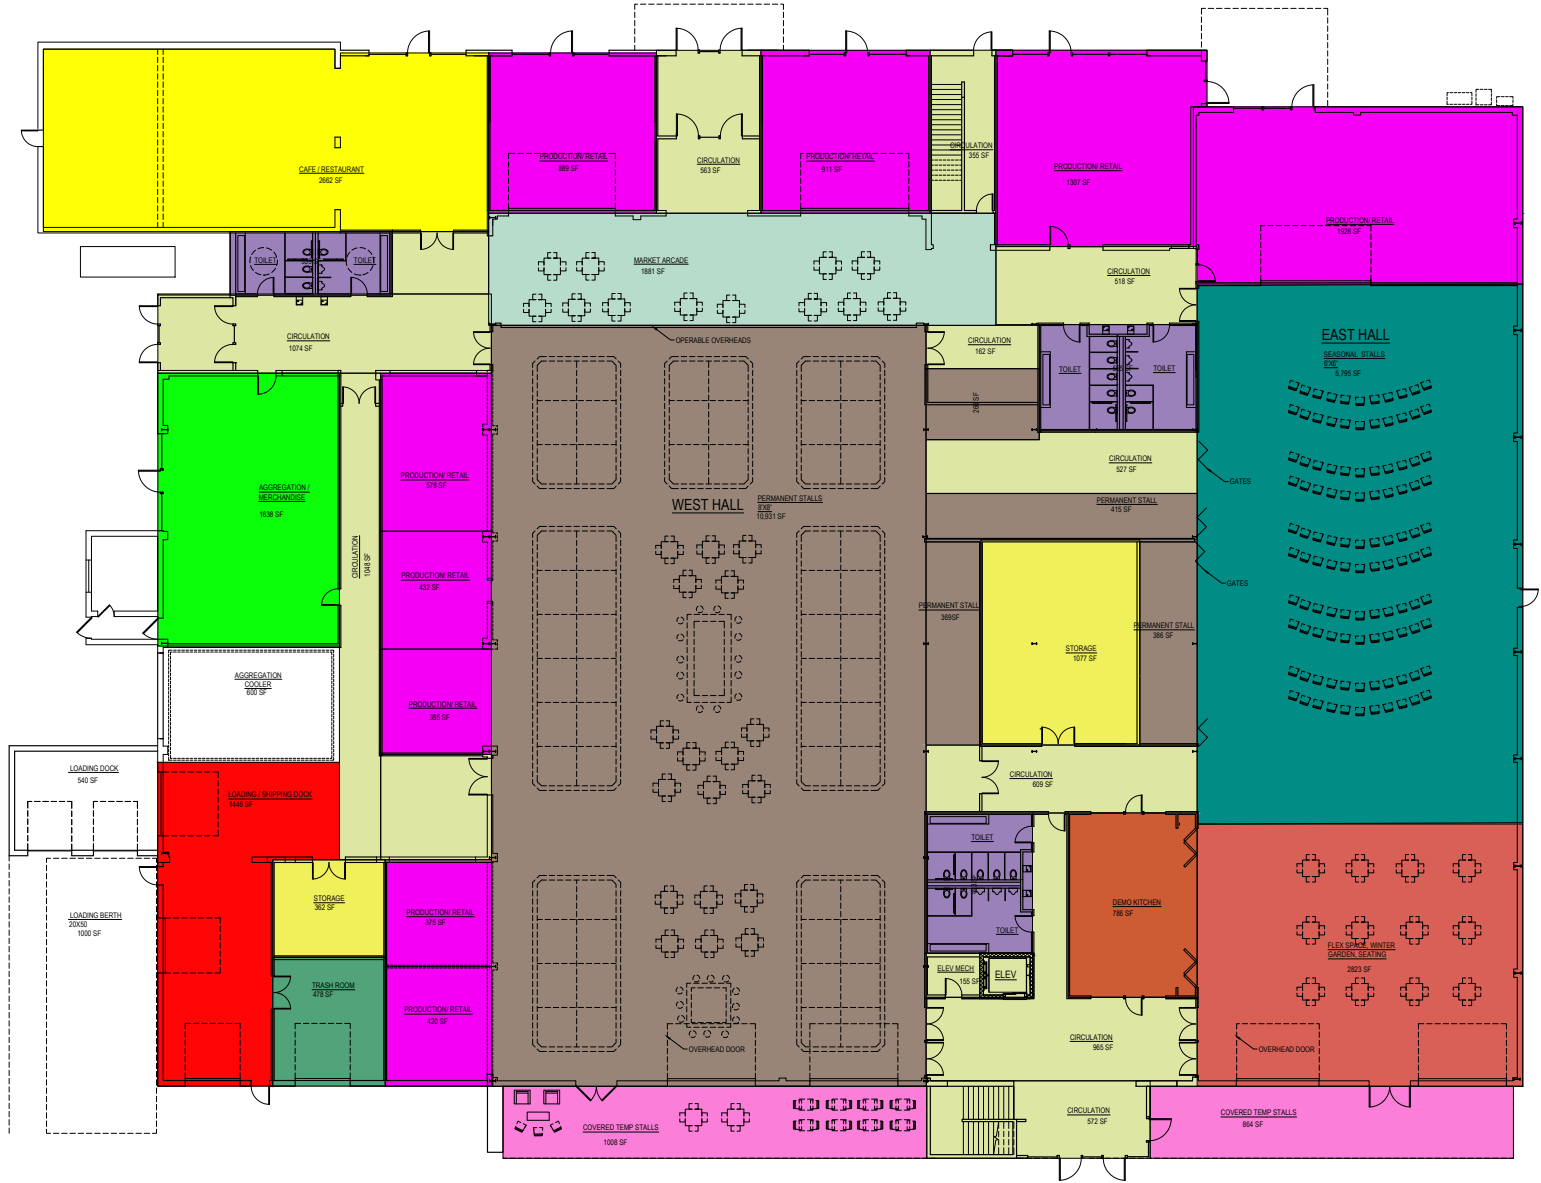 CAFE / RESTAURANT
2662 SF
PRODUCTION/ RETAIL
889 SF
CIRCULATION
563 SF
PRODUCTION/ RETAIL
911 SF
CIRCULATION
355 SF
PRODUCTION/ RETAIL
1307 SF
PRODUCTION/ RETAIL
1926 SF
TOILET
TOILET
MARKET ARCADE
1881 SF
CIRCULATION
518 SF
CIRCULATION
1074 SF
OPERABLE OVERHEADS
CIRCULATION
162 SF
TOILET
TOILET
EAST HALL
SEASONAL STALLS
8'X8'
5,795 SF
AGGREGATION /
MERCHANDISE
1638 SF
PRODUCTION/ RETAIL
578 SF
WEST HALL
PERMANENT STALLS
8'X8'
10,931 SF
CIRCULATION
527 SF
GATES
PERMANENT STALL
415 SF
CIRCULATION
1048 SF
PRODUCTION/ RETAIL
432 SF
GATES
PERMANENT STALL
369SF
PERMANENT STALL
386 SF
STORAGE
1077 SF
AGGREGATION
COOLER
600 SF
PRODUCTION/ RETAIL
385 SF
LOADING DOCK
540 SF
LOADING / SHIPPING DOCK
1446 SF
CIRCULATION
609 SF
TOILET
TOILET
STORAGE
362 SF
PRODUCTION/ RETAIL
375 SF
DEMO KITCHEN
786 SF
LOADING BERTH
20X50
1000 SF
FLEX SPACE, WINTER
GARDEN, SEATING
2823 SF
ELEV MECH
155 SF
ELEV
TRASH ROOM
478 SF
PRODUCTION/ RETAIL
420 SF
OVERHEAD DOOR
CIRCULATION
965 SF
OVERHEAD DOOR
COVERED TEMP STALLS
1008 SF
CIRCULATION
572 SF
COVERED TEMP STALLS
864 SF